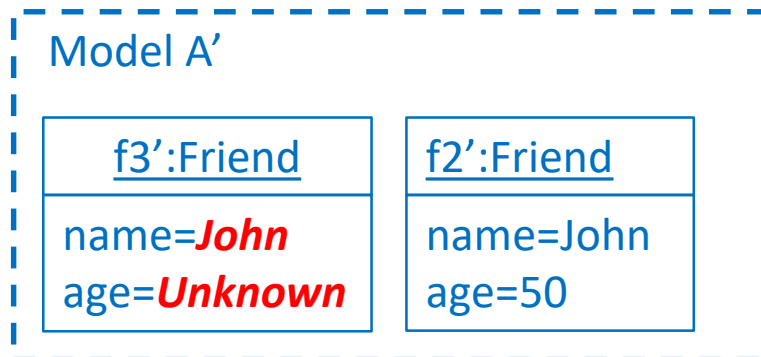 Model A’
f3’:Friend
name=John
age=Unknown
f2’:Friend
name=John
age=50